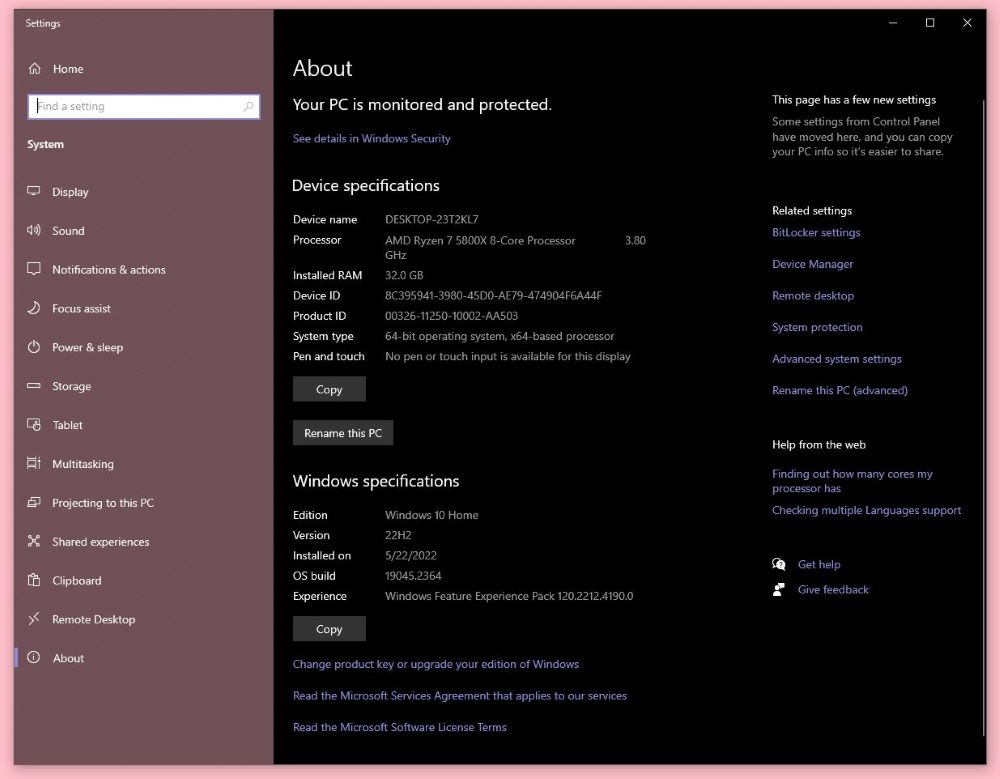 Settings
Home
Find a setting
System
Display
Sound
Notifications & actions
Focus assist
Power & sleep
Storage
Tablet
Multitasking
Projecting to this PC
Shared experiences
Clipboard
Remote Desktop
About
About
Your PC is monitored and protected.
See details in Windows Security
Device specifications
Device name DESKTOP-23T2KL7
Processor AMD Ryzen 7 5800X 8-Core Processor 3.80
GHz
Installed RAM 32.0 GB
Device ID 8C395941-3980-45D0-AE79-474904F6A44F
Product ID 00326-11250-10002-AA503
System type 64-bit operating system, x64-based processor
Pen and touch No pen or touch input is available for this display
Copy
Rename this PC
Windows specifications
Edition Windows 10 Home
Version 22H2
Installed on 5/22/2022
OS build 19045.2364
Experience Windows Feature Experience Pack 120.2212.4190.0
Copy
Change product key or upgrade your edition of Windows
Read the Microsoft Services Agreement that applies to our services
Read the Microsoft Software License Terms
This page has a few new settings
Some settings from Control Panel
have moved here, and you can copy
your PC info so it's easier to share.
Related settings
BitLocker settings
Device Manager
Remote desktop
System protection
Advanced system settings
Rename this PC (advanced)
Help from the web
Finding out how many cores my
processor has
Checking multiple Languages support
Get help
Give feedback